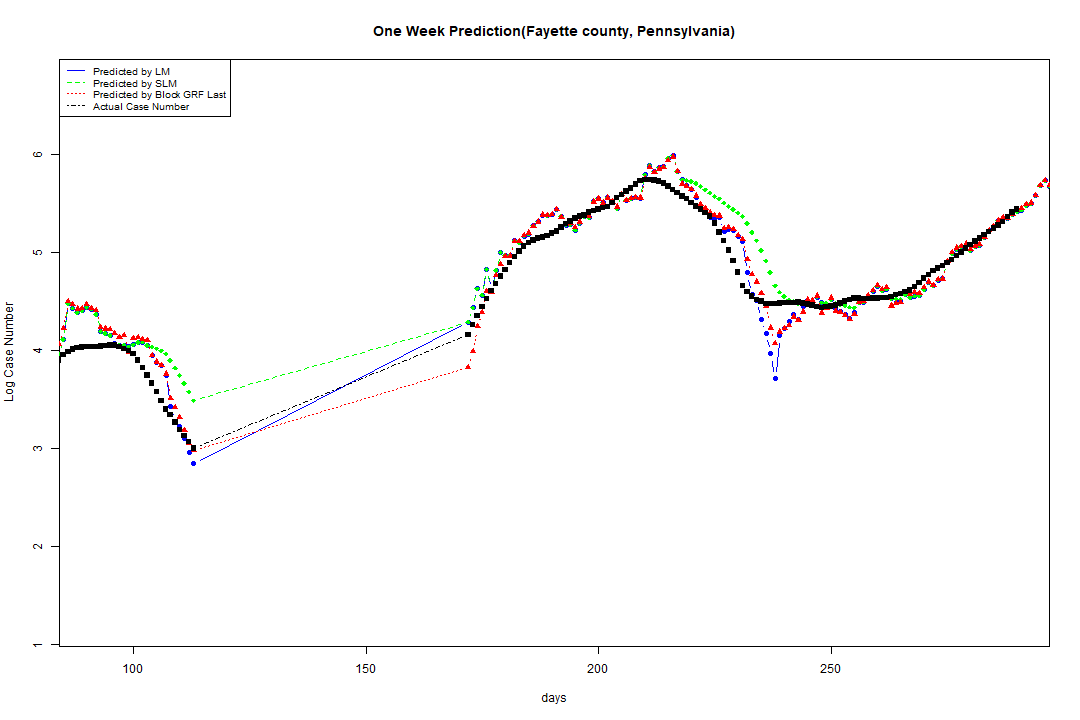 One Week Prediction(Fayette county, Pennsylvania)
Predicted by LM
Predicted by SLM
Predicted by Block GRF Last
Actual Case Number
6
5
4
3
2
1
Log Case Number
100 150 200 250
days